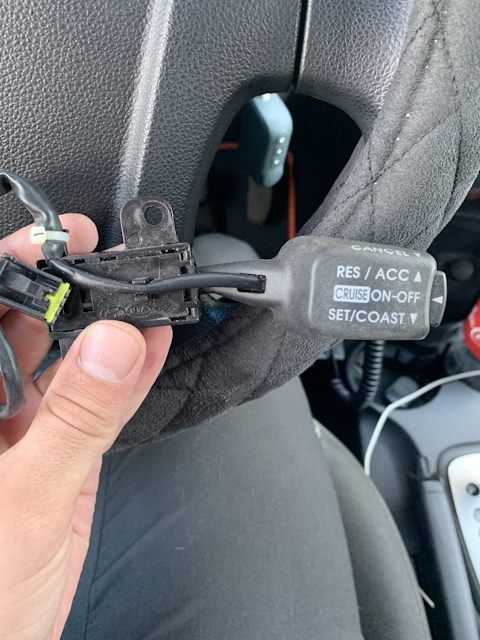 CANCEL
RES / ACC ▲
CRUISE ON-OFF ◀
SET/COAST ▼